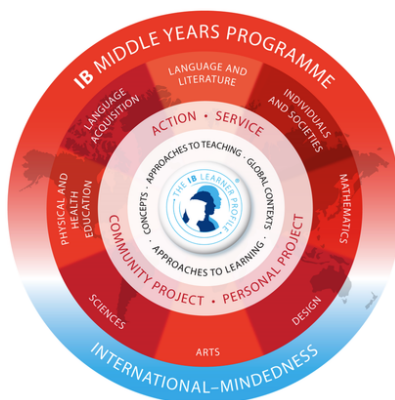 IB MIDDLE YEARS PROGRAMME
LANGUAGE AND
LITERATURE
INDIVIDUALS
AND SOCIETIES
MATHEMATICS
DESIGN
ARTS
SCIENCES
PHYSICAL AND
HEALTH
EDUCATION
LANGUAGE
ACQUISITION
ACTION • SERVICE
PERSONAL PROJECT
COMMUNITY PROJECT •
APPROACHES TO TEACHING ·
GLOBAL CONTEXTS
· APPROACHES TO LEARNING ·
CONCEPTS ·
THE IB LEARNER PROFILE
INTERNATIONAL–MINDEDNESS